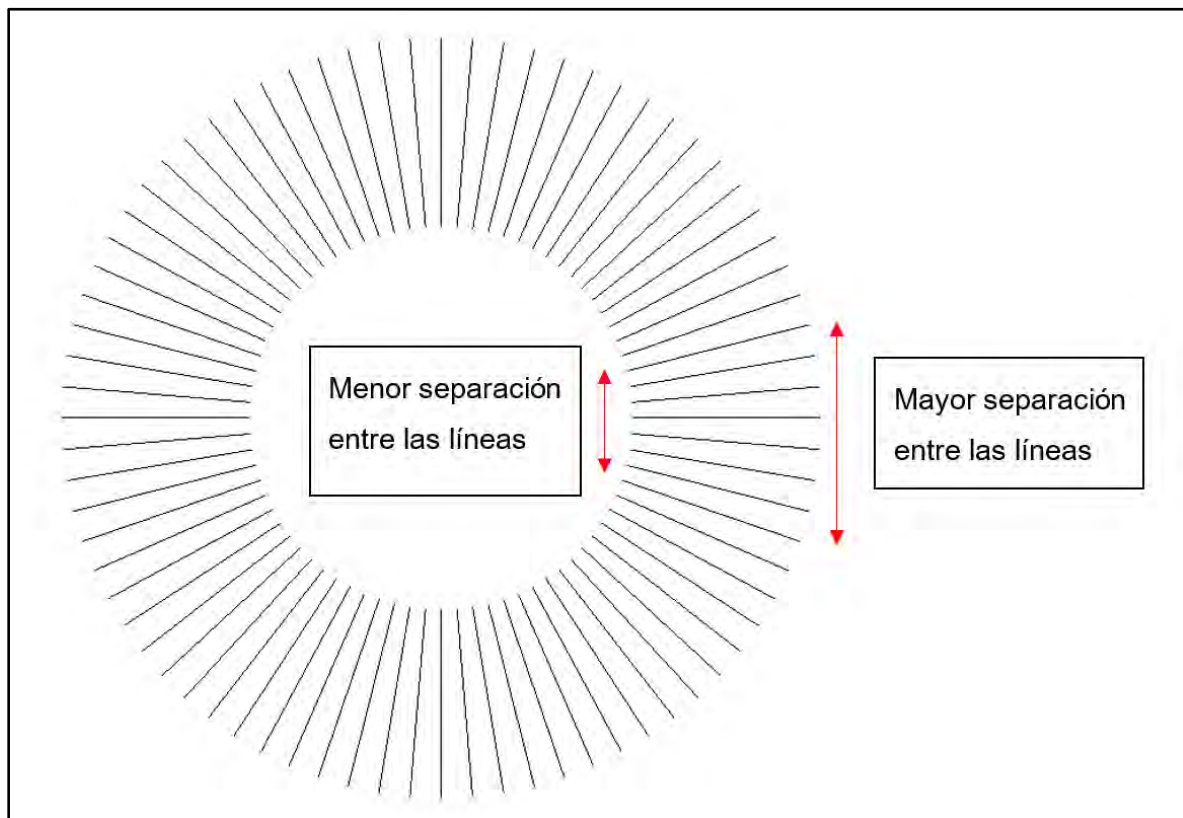 Menor separación
entre las líneas
Mayor separación
entre las líneas